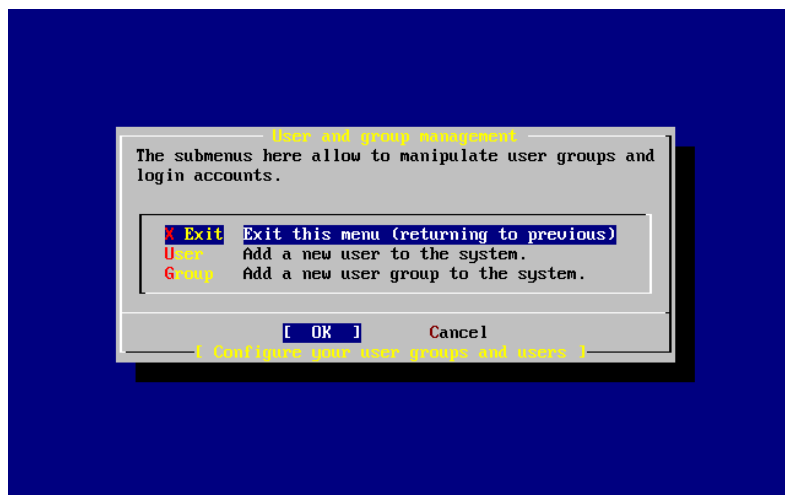 User and group management
The submenus here allow to manipulate user groups and
login accounts.
X Exit Exit this menu (returning to previous)
User Add a new user to the system.
Group Add a new user group to the system.
[ OK ] Cancel
[ Configure your user groups and users ]